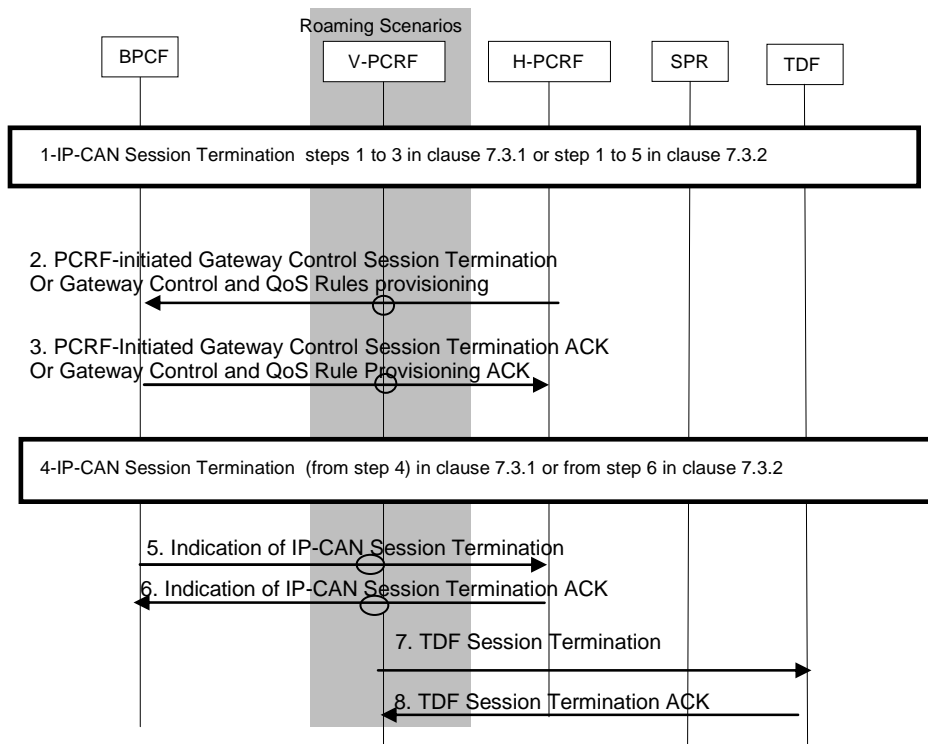 Roaming Scenarios
BPCF
V-PCRF
H-PCRF
SPR
TDF
1-IP-CAN Session Termination steps 1 to 3 in clause 7.3.1 or step 1 to 5 in clause 7.3.2
2. PCRF-initiated Gateway Control Session Termination
Or Gateway Control and QoS Rules provisioning
3. PCRF-Initiated Gateway Control Session Termination ACK
Or Gateway Control and QoS Rule Provisioning ACK
4-IP-CAN Session Termination (from step 4) in clause 7.3.1 or from step 6 in clause 7.3.2
5. Indication of IP-CAN Session Termination
6. Indication of IP-CAN Session Termination ACK
7. TDF Session Termination
8. TDF Session Termination ACK